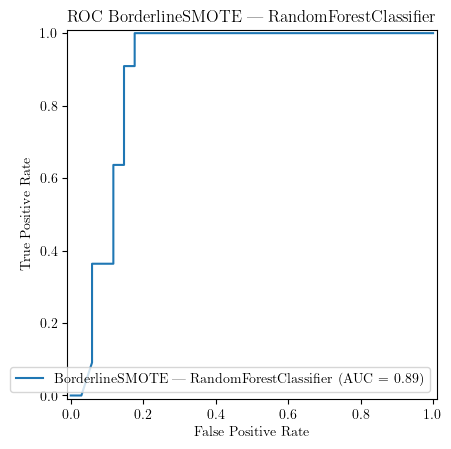 ROC BorderlineSMOTE — RandomForestClassifier
1.0
0.8
0.6
0.4
0.2
0.0
True Positive Rate
BorderlineSMOTE — RandomForestClassifier (AUC = 0.89)
0.0 0.2 0.4 0.6 0.8 1.0
False Positive Rate